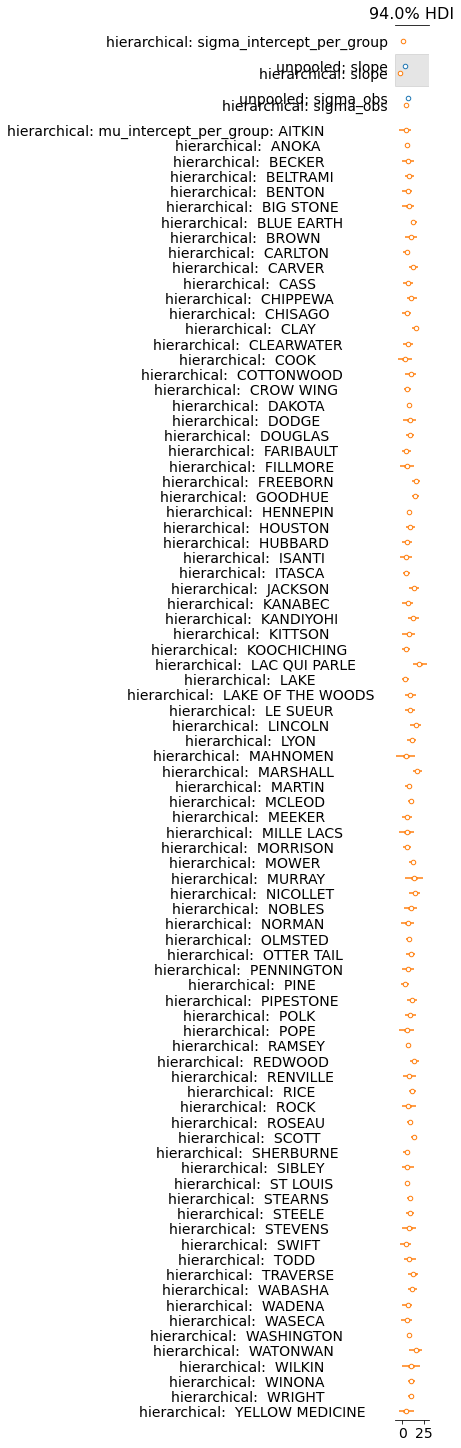 94.0% HDI
hierarchical: sigma_intercept_per_group
unpooled: slope
hierarchical: slope
unpooled: sigma_obs
hierarchical: sigma_obs
hierarchical: mu_intercept_per_group: AITKIN
hierarchical: ANOKA
hierarchical: BECKER
hierarchical: BELTRAMI
hierarchical: BENTON
hierarchical: BIG STONE
hierarchical: BLUE EARTH
hierarchical: BROWN
hierarchical: CARLTON
hierarchical: CARVER
hierarchical: CASS
hierarchical: CHIPPEWA
hierarchical: CHISAGO
hierarchical: CLAY
hierarchical: CLEARWATER
hierarchical: COOK
hierarchical: COTTONWOOD
hierarchical: CROW WING
hierarchical: DAKOTA
hierarchical: DODGE
hierarchical: DOUGLAS
hierarchical: FARIBAULT
hierarchical: FILLMORE
hierarchical: FREEBORN
hierarchical: GOODHUE
hierarchical: HENNEPIN
hierarchical: HOUSTON
hierarchical: HUBBARD
hierarchical: ISANTI
hierarchical: ITASCA
hierarchical: JACKSON
hierarchical: KANABEC
hierarchical: KANDIYOHI
hierarchical: KITTSON
hierarchical: KOOCHICHING
hierarchical: LAC QUI PARLE
hierarchical: LAKE
hierarchical: LAKE OF THE WOODS
hierarchical: LE SUEUR
hierarchical: LINCOLN
hierarchical: LYON
hierarchical: MAHNOMEN
hierarchical: MARSHALL
hierarchical: MARTIN
hierarchical: MCLEOD
hierarchical: MEEKER
hierarchical: MILLE LACS
hierarchical: MORRISON
hierarchical: MOWER
hierarchical: MURRAY
hierarchical: NICOLLET
hierarchical: NOBLES
hierarchical: NORMAN
hierarchical: OLMSTED
hierarchical: OTTER TAIL
hierarchical: PENNINGTON
hierarchical: PINE
hierarchical: PIPESTONE
hierarchical: POLK
hierarchical: POPE
hierarchical: RAMSEY
hierarchical: REDWOOD
hierarchical: RENVILLE
hierarchical: RICE
hierarchical: ROCK
hierarchical: ROSEAU
hierarchical: SCOTT
hierarchical: SHERBURNE
hierarchical: SIBLEY
hierarchical: ST LOUIS
hierarchical: STEARNS
hierarchical: STEELE
hierarchical: STEVENS
hierarchical: SWIFT
hierarchical: TODD
hierarchical: TRAVERSE
hierarchical: WABASHA
hierarchical: WADENA
hierarchical: WASECA
hierarchical: WASHINGTON
hierarchical: WATONWAN
hierarchical: WILKIN
hierarchical: WINONA
hierarchical: WRIGHT
hierarchical: YELLOW MEDICINE
0 25